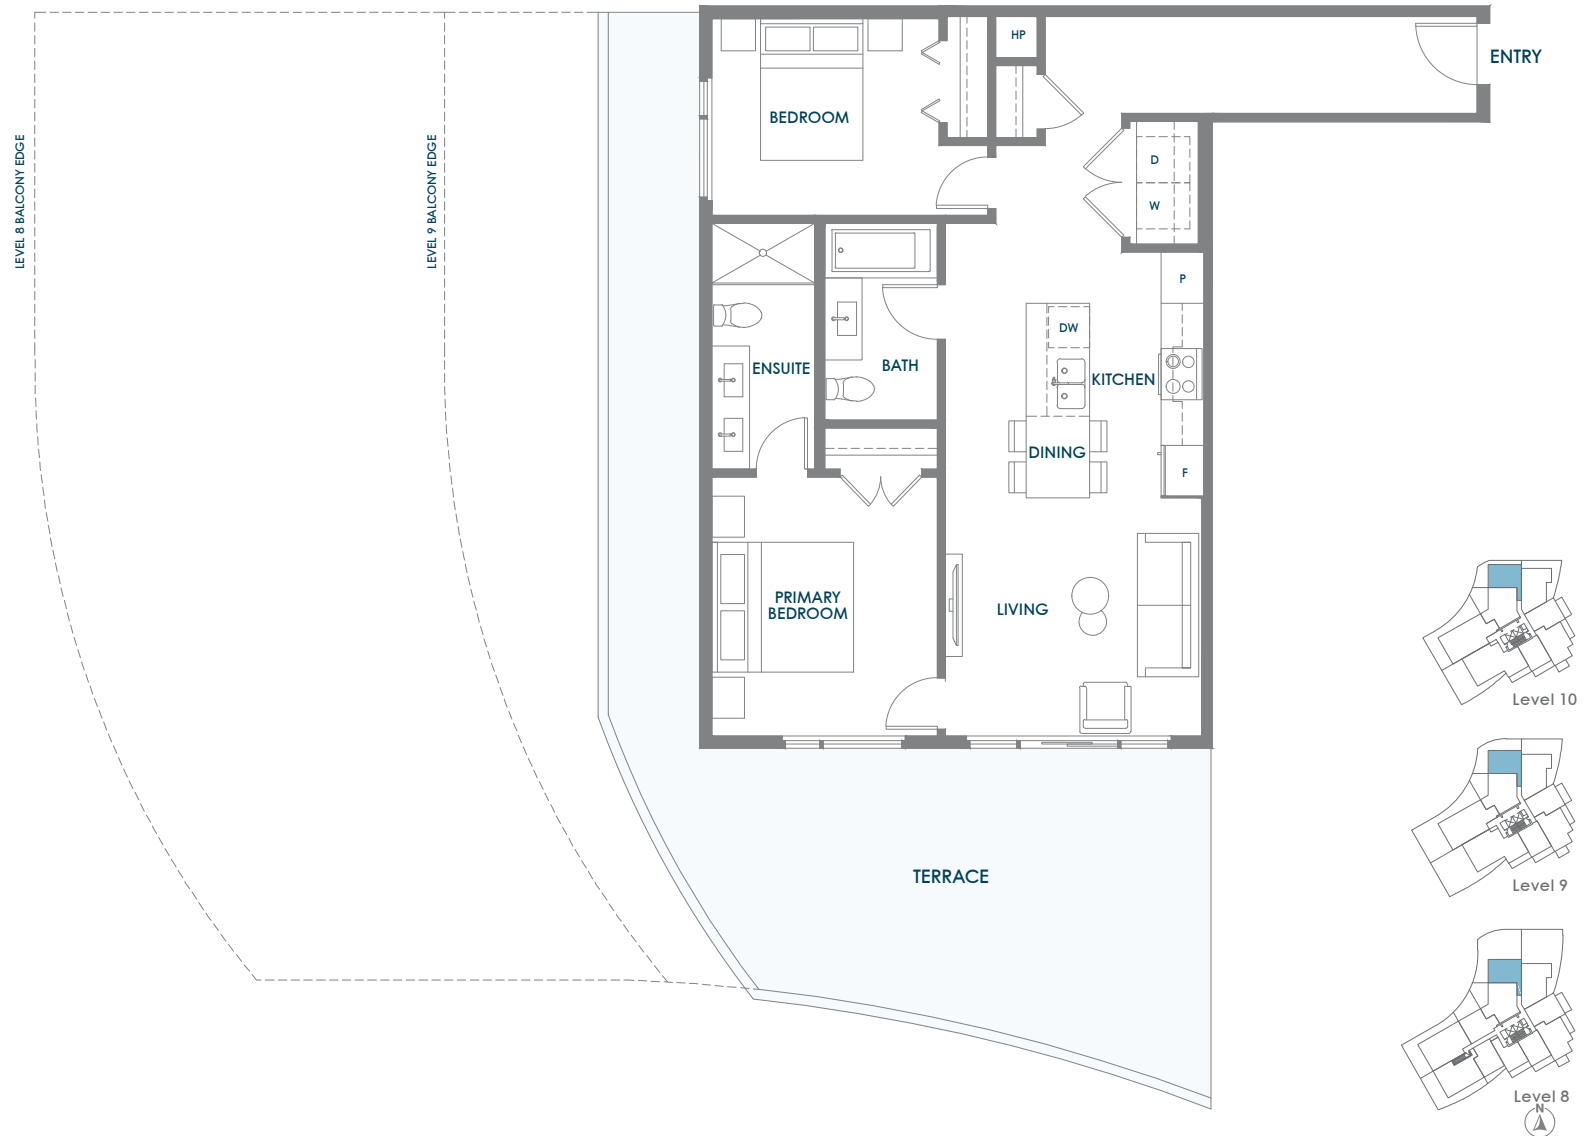 HP
ENTRY
BEDROOM
LEVEL 8 BALCONY EDGE
LEVEL 9 BALCONY EDGE
D
W
P
DW
ENSUITE
BATH
KITCHEN
DINING
F
PRIMARY
BEDROOM
LIVING
TERRACE
Level 10
Level 9
Level 8
N